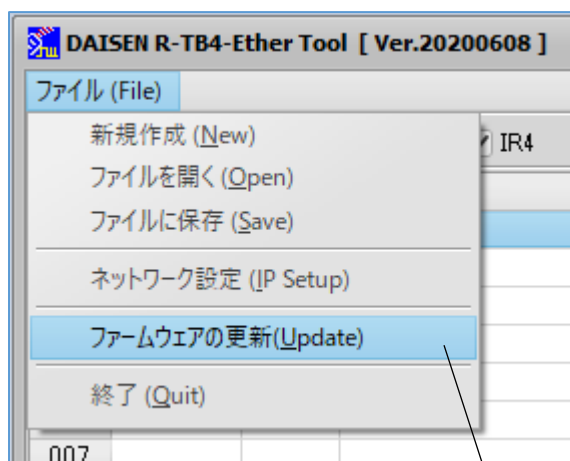 DAISEN R-TB4-Ether Tool [ Ver.20200608 ]
ファイル (File)
新規作成 (New)
IR4
ファイルを開く(Open)
ファイルに保存 (Save)
ネットワーク設定 (IP Setup)
ファームウェアの更新(Update)
終了 (Quit)
007